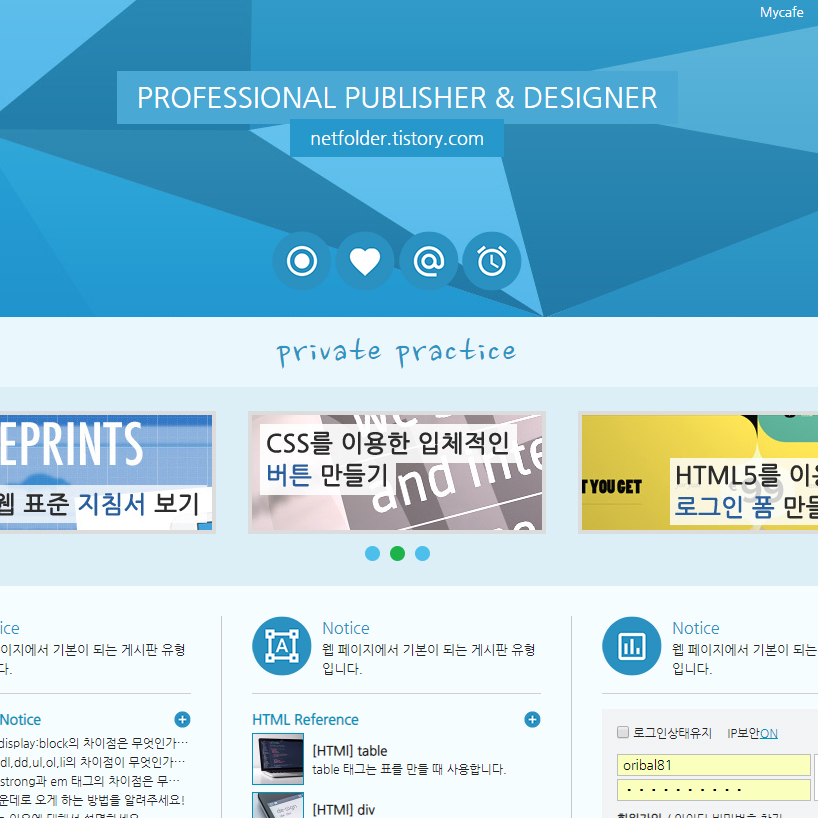 Mycafe
PROFESSIONAL PUBLISHER & DESIGNER
netfolder.tistory.com
private practice
EPRINTS
웹 표준 지침서 보기
CSS를 이용한 입체적인
버튼 만들기
and inte
T YOU GET
HTML5를 이용
로그인 폼 만들
ice
이지에서 기본이 되는 게시판 유형
다.
Notice
웹 페이지에서 기본이 되는 게시판 유형
입니다.
Notice
웹 페이지에서 기본이 되는
입니다.
Notice
display:block의 차이점은 무엇인가…
dl,dd,ul,ol,li의 차이점이 무엇인가…
strong과 em 태그의 차이점은 무…
운데로 오게 하는 방법을 알려주세요!
HTML Reference
[HTMl] table
table 태그는 표를 만들 때 사용합니다.
[HTMl] div
로그인상태유지 IP보안ON
oribal81